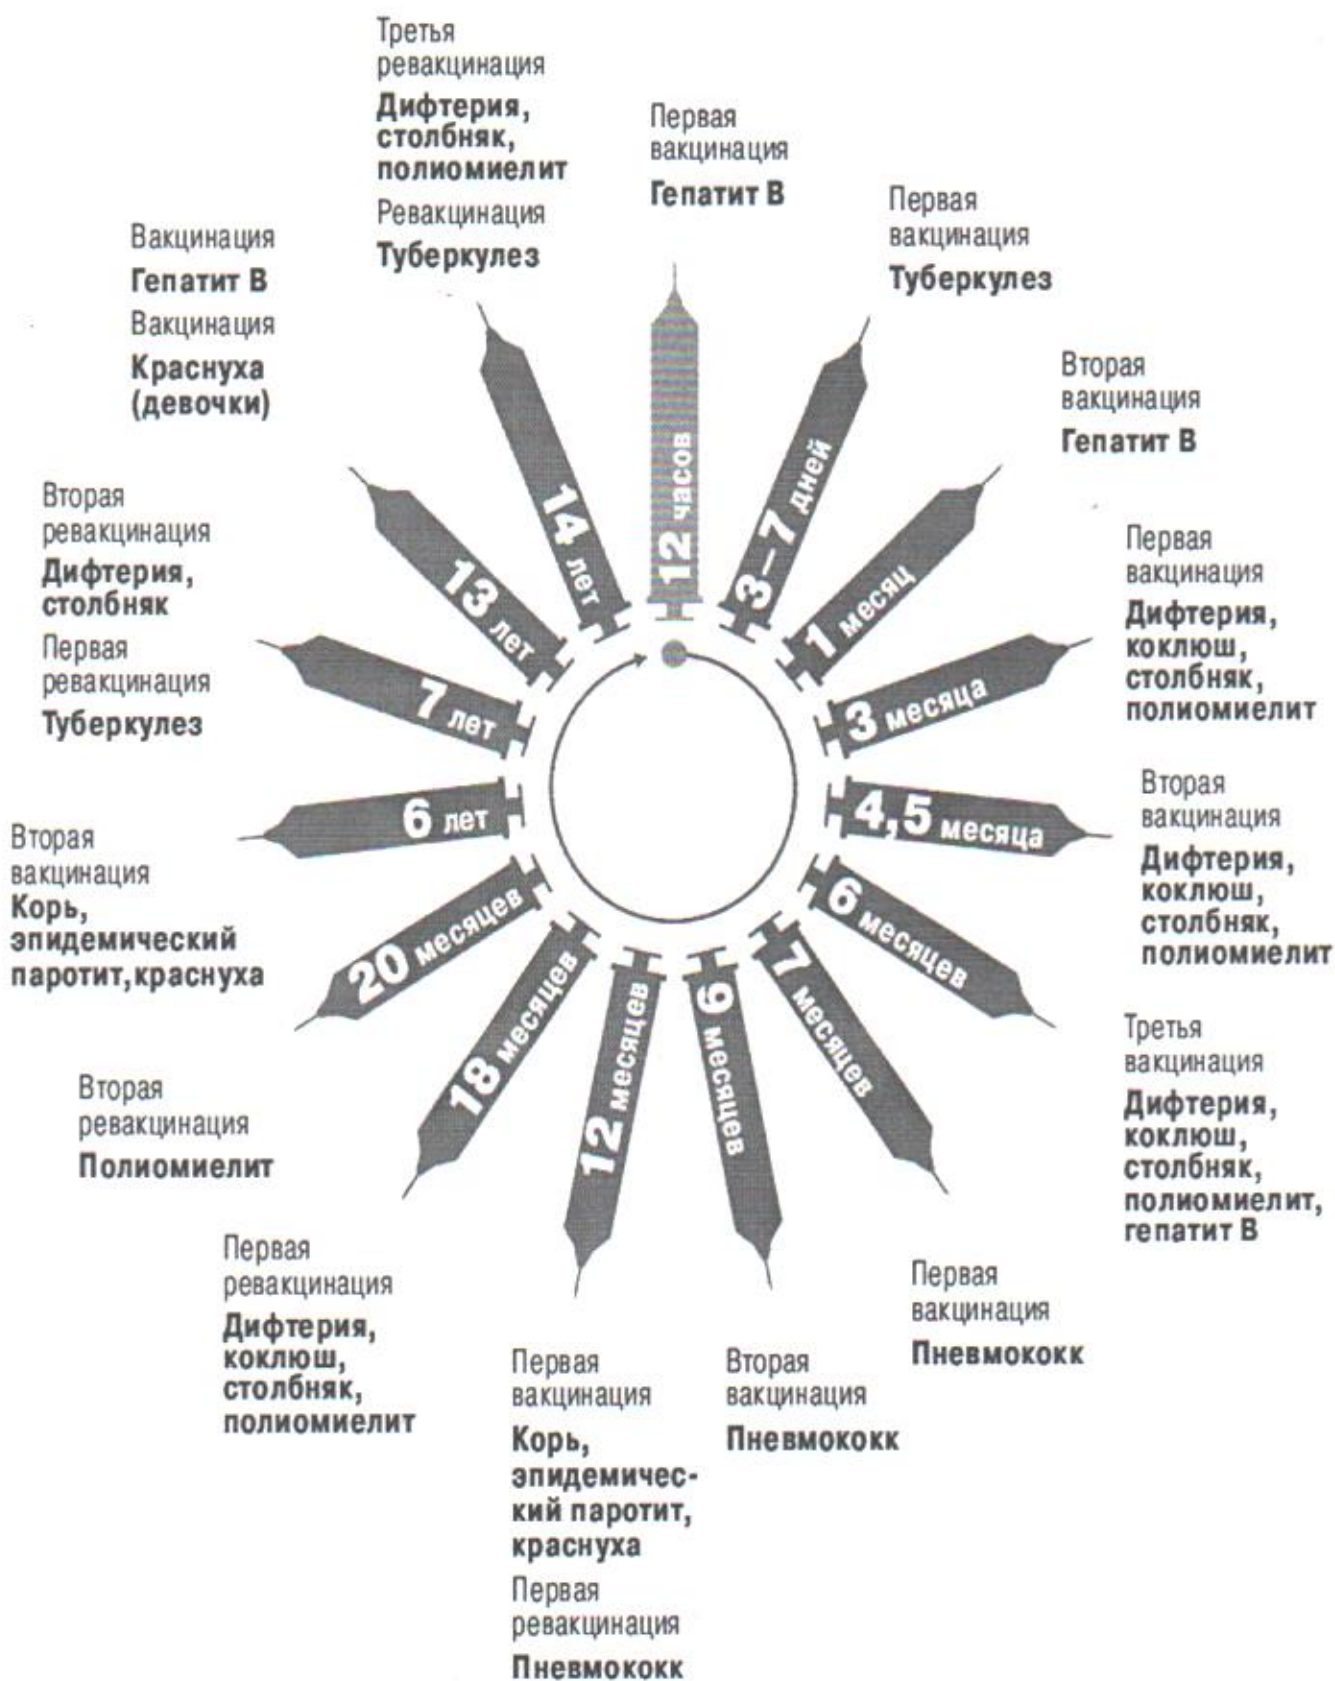 Первая
вакцинация
Гепатит В
12 часов
Первая
вакцинация
Туберкулез
3–7 дней
Вторая
вакцинация
Гепатит В
1 месяц
Первая
вакцинация
Дифтерия,
коклюш,
столбняк,
полиомиелит
3 месяца
Вторая
вакцинация
Дифтерия,
коклюш,
столбняк,
полиомиелит
4,5 месяца
Третья
вакцинация
Дифтерия,
коклюш,
столбняк,
полиомиелит,
гепатит В
6 месяцев
Первая
вакцинация
Пневмококк
7 месяцев
Вторая
вакцинация
Пневмококк
9 месяцев
Первая
вакцинация
Корь,
эпидемичес-
кий паротит,
краснуха
Первая
ревакцинация
Пневмококк
12 месяцев
Первая
ревакцинация
Дифтерия,
коклюш,
столбняк,
полиомиелит
18 месяцев
Вторая
ревакцинация
Полиомиелит
20 месяцев
Вторая
вакцинация
Корь,
эпидемический
паротит,краснуха
6 лет
Вторая
ревакцинация
Дифтерия,
столбняк
Первая
ревакцинация
Туберкулез
7 лет
Вакцинация
Гепатит В
Вакцинация
Краснуха
(девочки)
13 лет
Третья
ревакцинация
Дифтерия,
столбняк,
полиомиелит
Ревакцинация
Туберкулез
14 лет